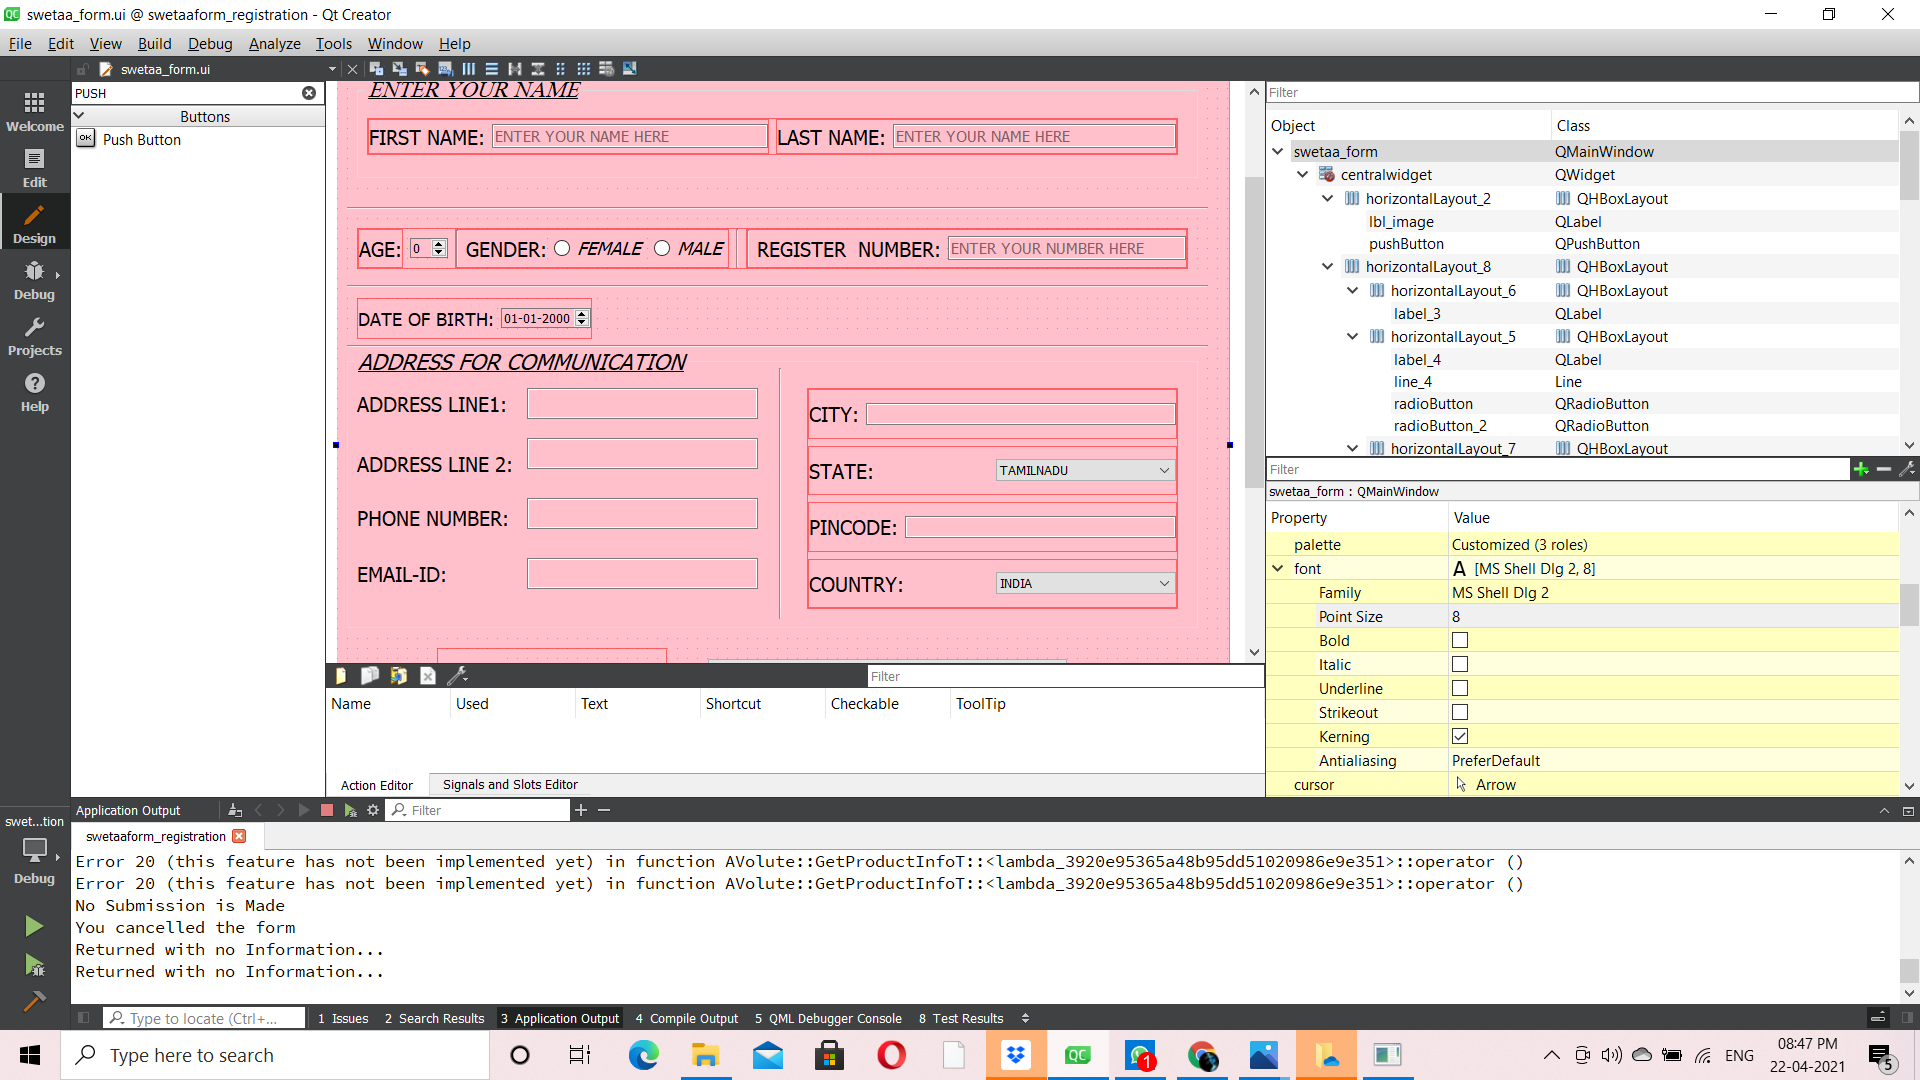 swetaa_form.ui @ swetaaform_registration - Qt Creator
File Edit View Build Debug Analyze Tools Window Help
swetaa_form.ui
Welcome
Edit
Design
Debug
Projects
Help
swet...tion
Debug
PUSH
Buttons
OK Push Button
ENTER YOUR NAME
FIRST NAME: ENTER YOUR NAME HERE LAST NAME: ENTER YOUR NAME HERE
AGE: 0 GENDER: FEMALE MALE REGISTER NUMBER: ENTER YOUR NUMBER HERE
DATE OF BIRTH: 01-01-2000
ADDRESS FOR COMMUNICATION
ADDRESS LINE1:
ADDRESS LINE 2:
PHONE NUMBER:
EMAIL-ID:
CITY:
STATE: TAMILNADU
PINCODE:
COUNTRY: INDIA
Filter
Name Used Text Shortcut Checkable ToolTip
Action Editor Signals and Slots Editor
Filter
Object Class
swetaa_form QMainWindow
centralwidget QWidget
horizontalLayout_2 QHBoxLayout
lbl_image QLabel
pushButton QPushButton
horizontalLayout_8 QHBoxLayout
horizontalLayout_6 QHBoxLayout
label_3 QLabel
horizontalLayout_5 QHBoxLayout
label_4 QLabel
line_4 Line
radioButton QRadioButton
radioButton_2 QRadioButton
horizontalLayout_7 QHBoxLayout
Filter
swetaa_form : QMainWindow
Property Value
palette Customized (3 roles)
font A [MS Shell Dlg 2, 8]
Family MS Shell Dlg 2
Point Size 8
Bold
Italic
Underline
Strikeout
Kerning
Antialiasing PreferDefault
cursor Arrow
Application Output Filter
swetaaform_registration
Error 20 (this feature has not been implemented yet) in function AVolute::GetProductInfoT::<lambda_3920e95365a48b95dd51020986e9e351>::operator ()
Error 20 (this feature has not been implemented yet) in function AVolute::GetProductInfoT::<lambda_3920e95365a48b95dd51020986e9e351>::operator ()
No Submission is Made
You cancelled the form
Returned with no Information...
Returned with no Information...
Type to locate (Ctrl+... 1 Issues 2 Search Results 3 Application Output 4 Compile Output 5 QML Debugger Console 8 Test Results
Type here to search QC 1 ENG 08:47 PM
22-04-2021 5